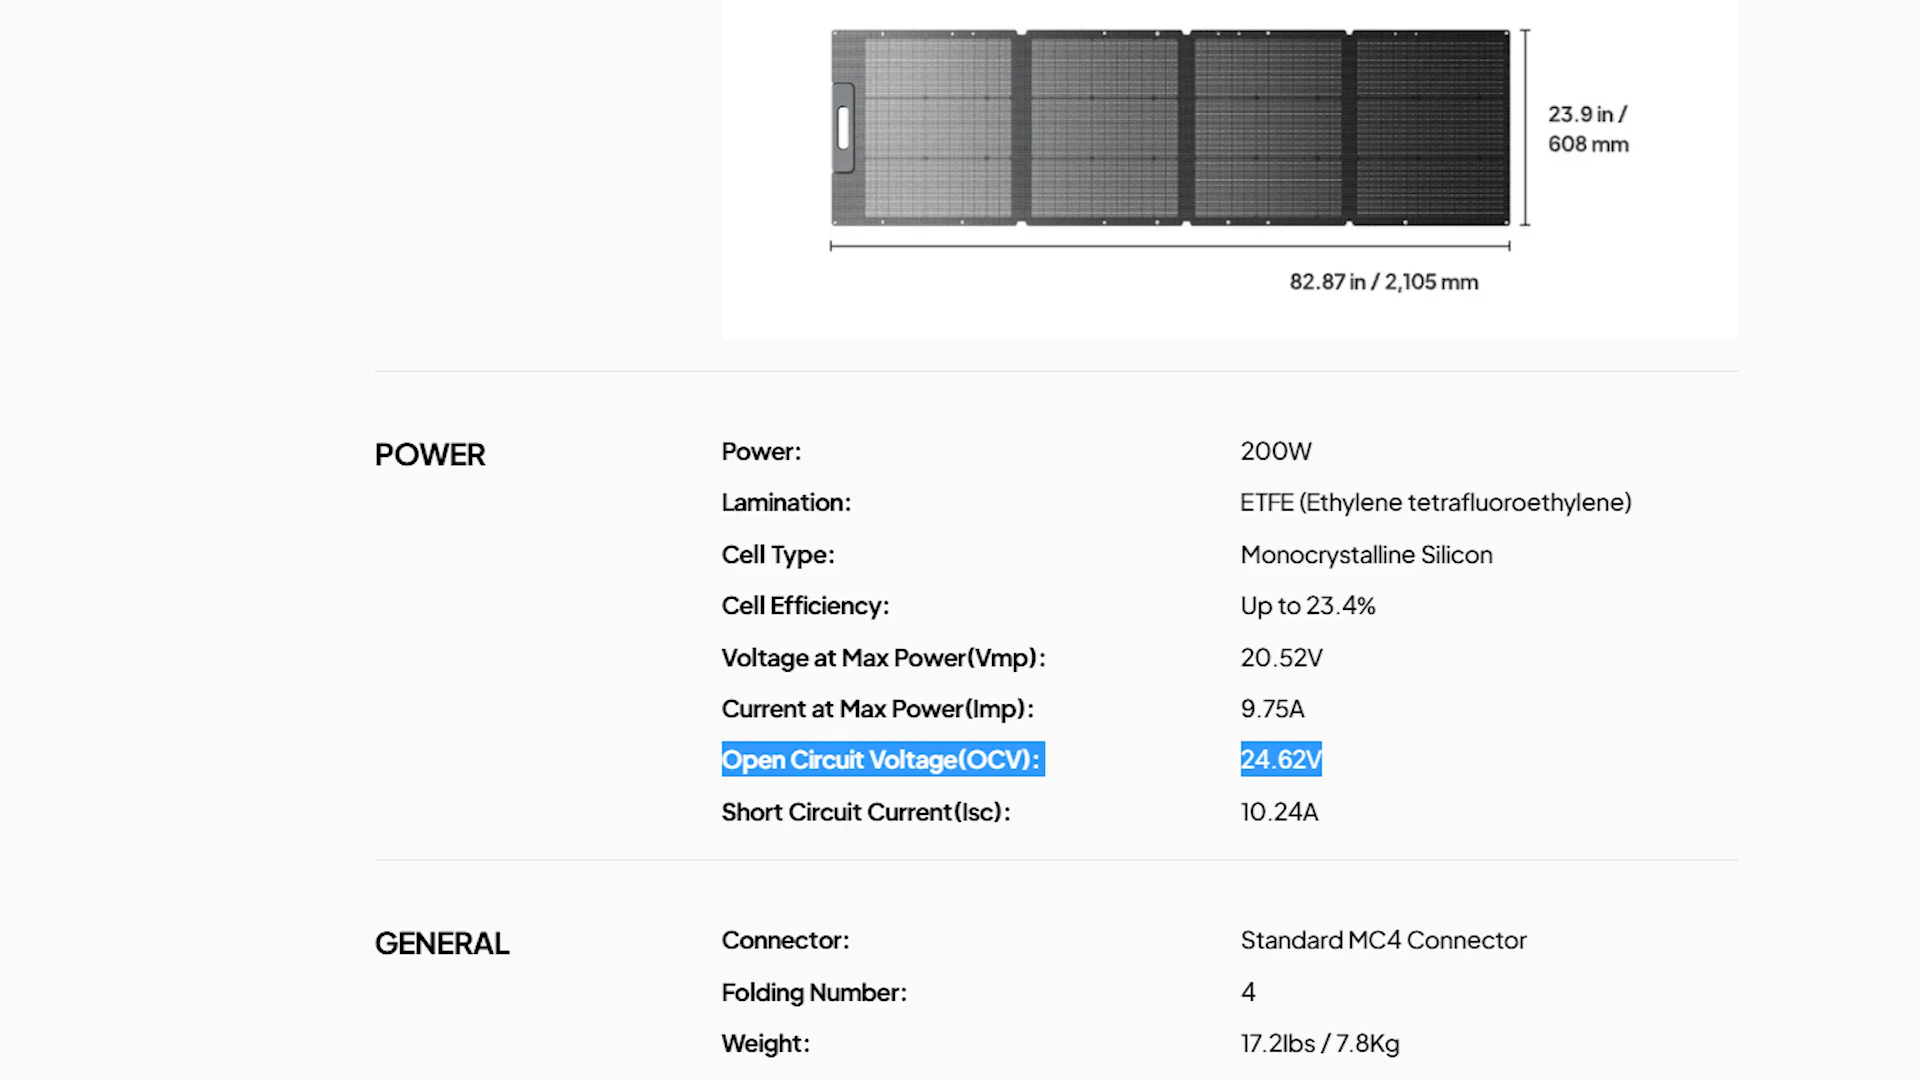 23.9 in /
608 mm
82.87 in / 2,105 mm
POWER
Power: 200W
Lamination: ETFE (Ethylene tetrafluoroethylene)
Cell Type: Monocrystalline Silicon
Cell Efficiency: Up to 23.4%
Voltage at Max Power(Vmp): 20.52V
Current at Max Power(Imp): 9.75A
Open Circuit Voltage(OCV): 24.62V
Short Circuit Current(Isc): 10.24A
GENERAL
Connector: Standard MC4 Connector
Folding Number: 4
Weight: 17.2lbs / 7.8Kg